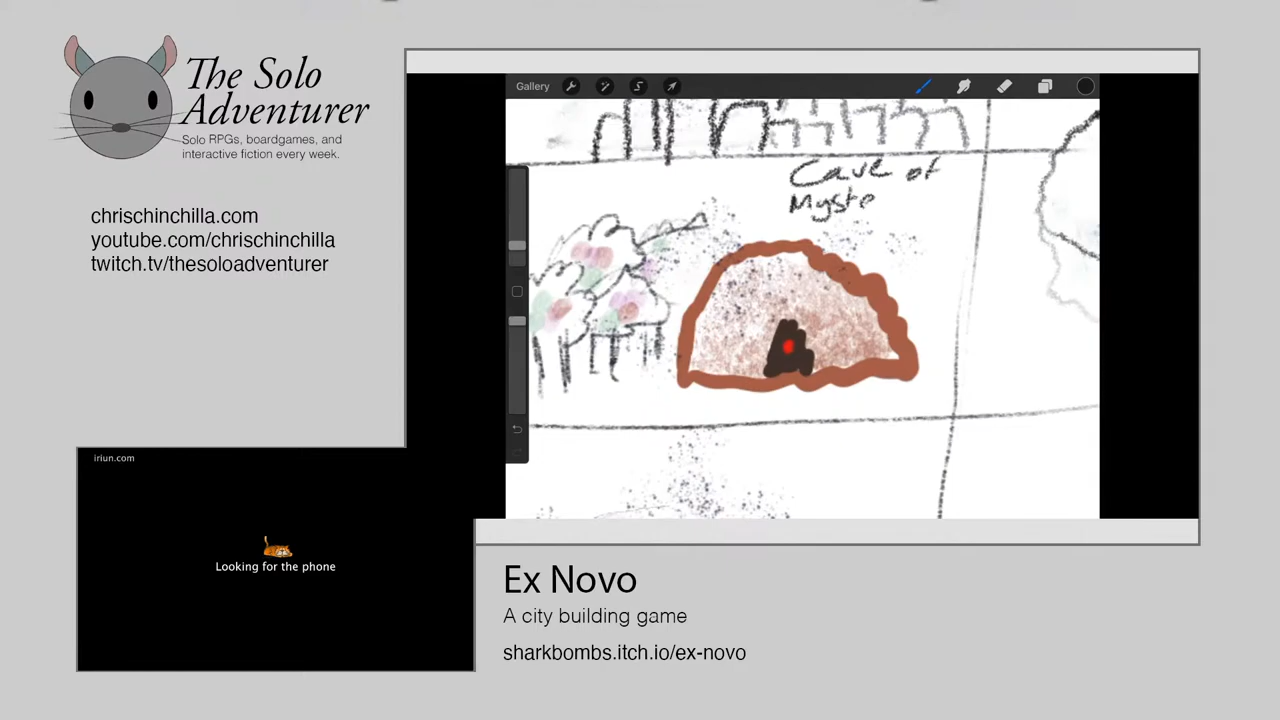 The Solo
Adventurer
Solo RPGs, boardgames, and
interactive fiction every week.
chrischinchilla.com
youtube.com/chrischinchilla
twitch.tv/thesoloadventurer
Gallery
Cave of
Myste
iriun.com
Looking for the phone
Ex Novo
A city building game
sharkbombs.itch.io/ex-novo